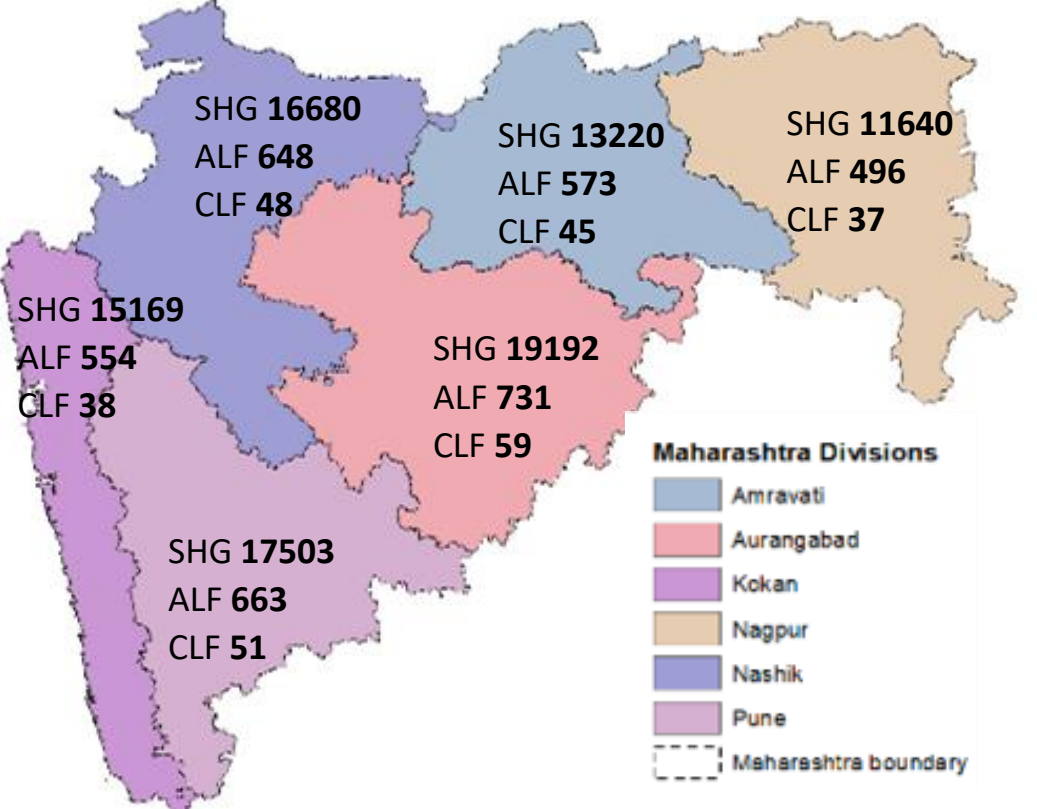 SHG 16680
ALF 648
CLF 48
SHG 13220
ALF 573
CLF 45
SHG 11640
ALF 496
CLF 37
SHG 15169
ALF 554
CLF 38
SHG 19192
ALF 731
CLF 59
SHG 17503
ALF 663
CLF 51
Maharashtra Divisions
Amravati
Aurangabad
Kokan
Nagpur
Nashik
Pune
Maharashtra boundary